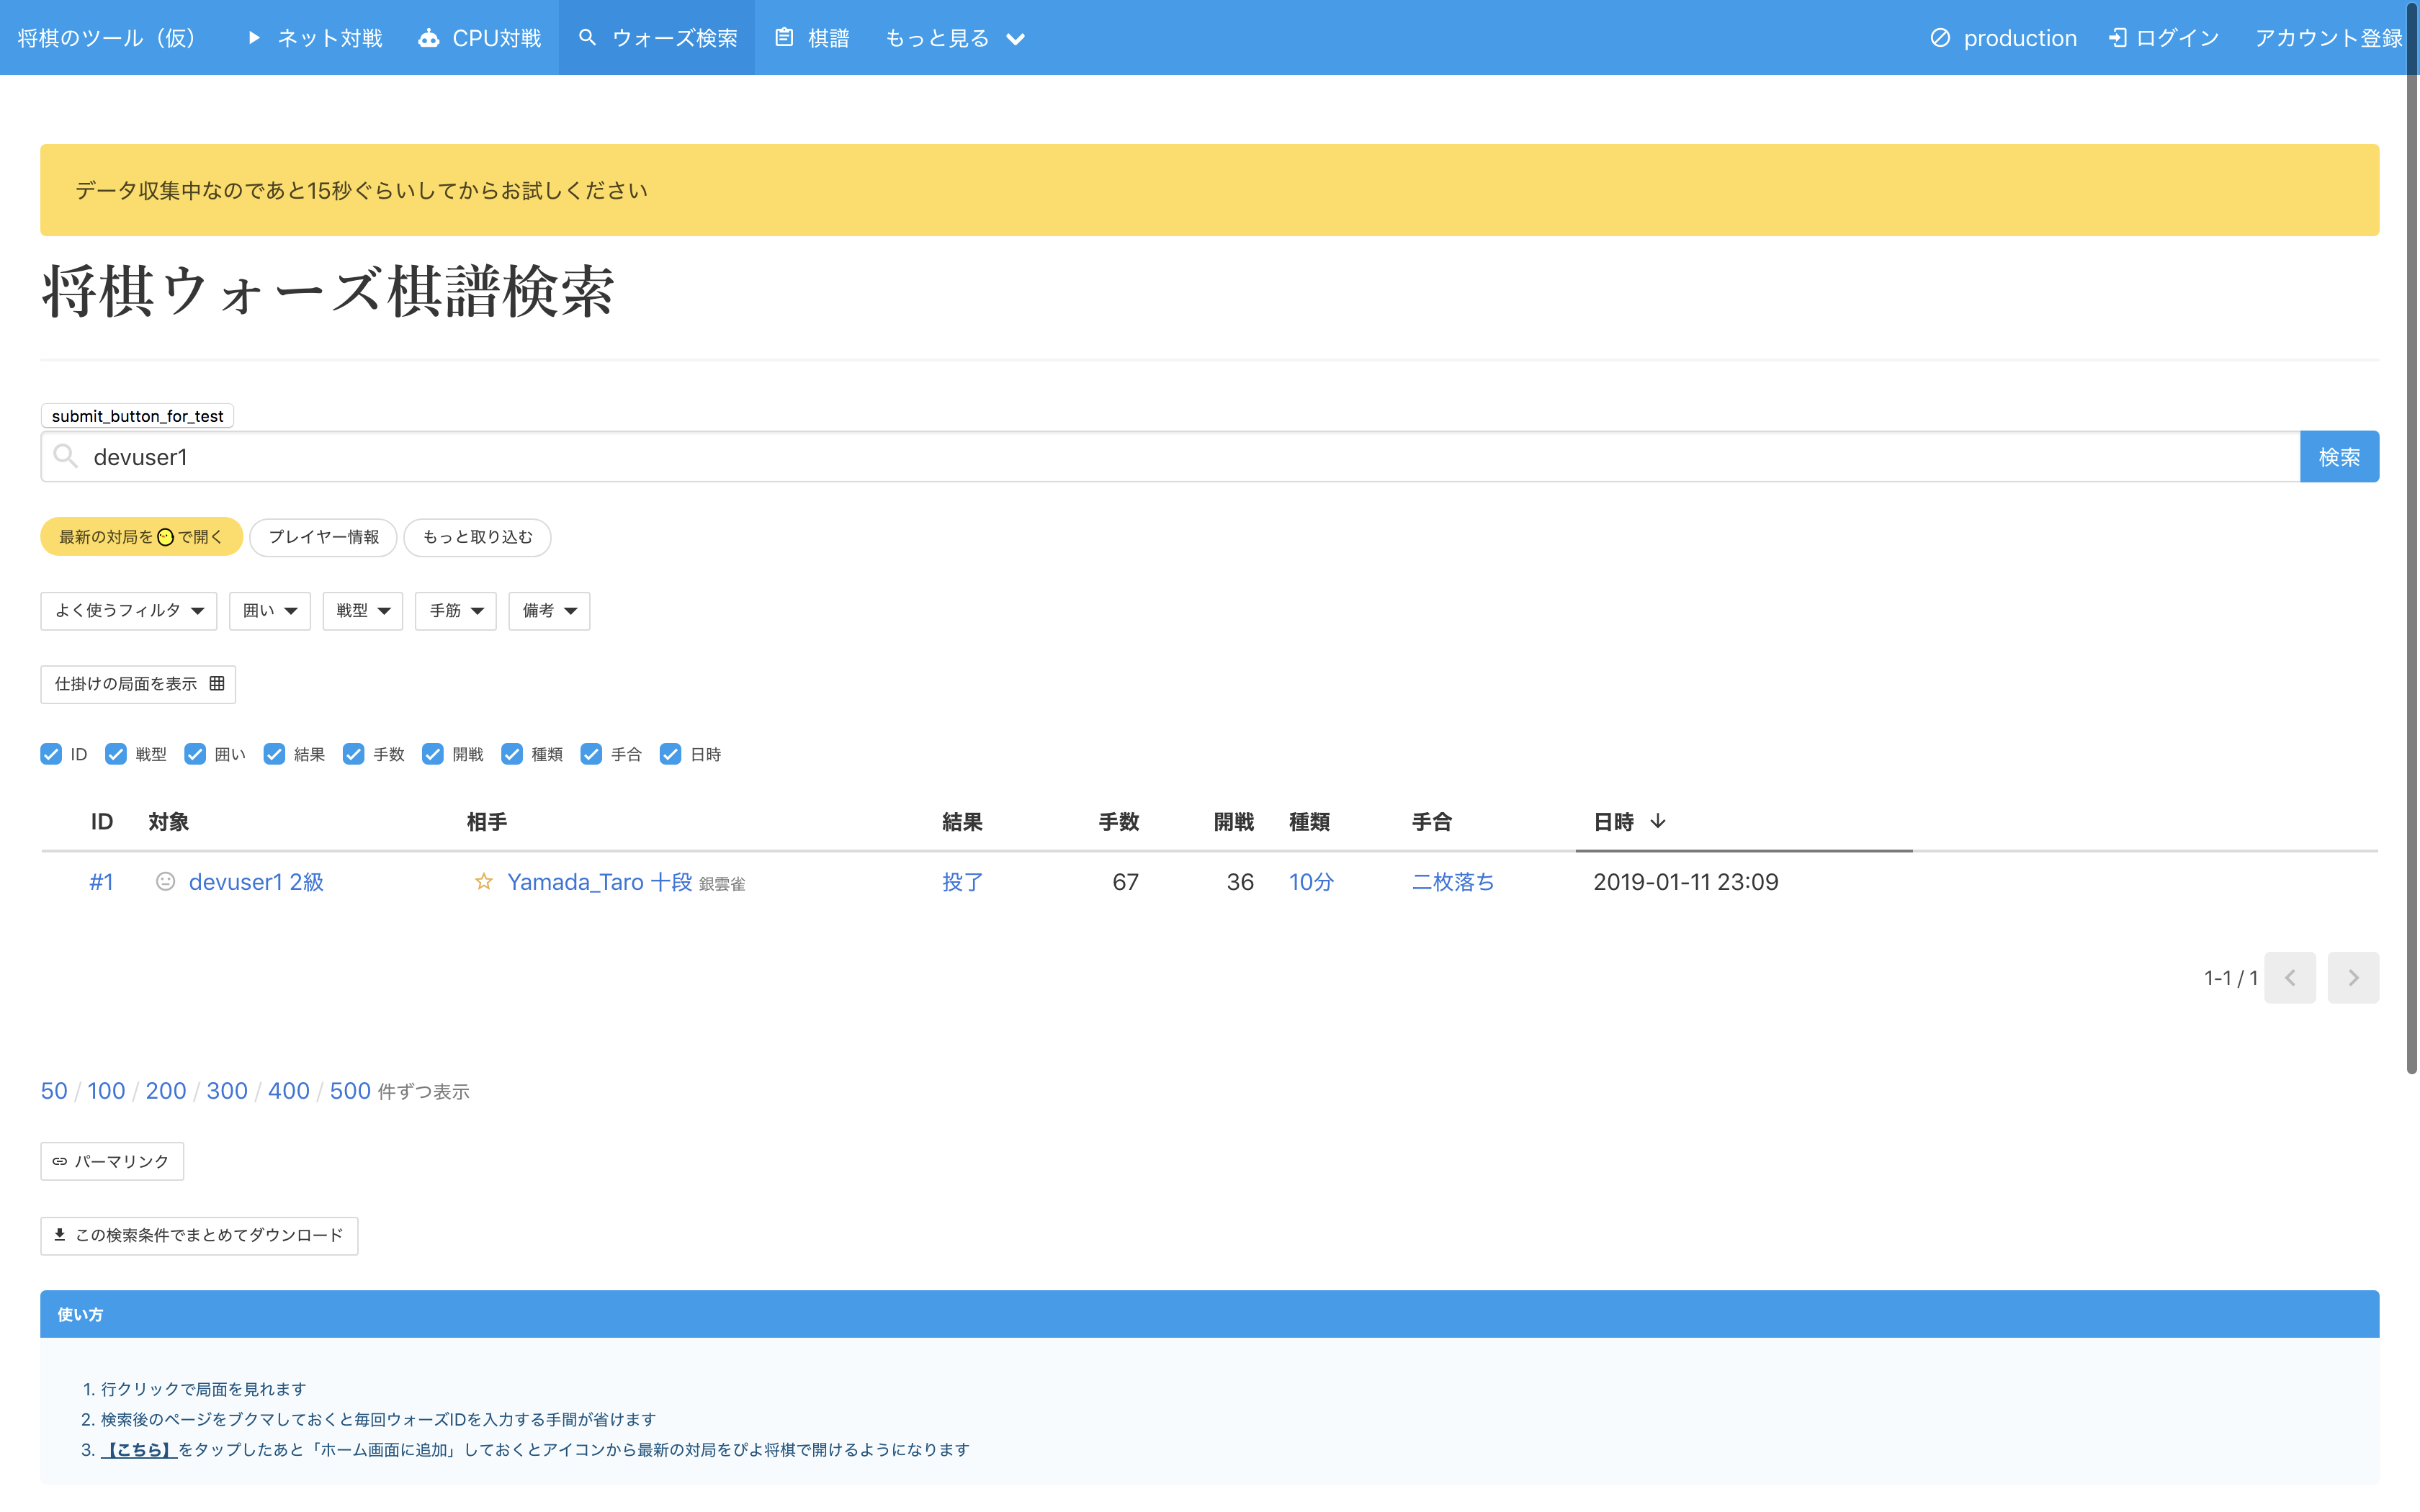 将棋のツール（仮） ネット対戦 CPU対戦 ウォーズ検索 棋譜 もっと見る production ログイン アカウント登録
データ収集中なのであと15秒ぐらいしてからお試しください
将棋ウォーズ棋譜検索
submit_button_for_test
devuser1 検索
最新の対局を で開く プレイヤー情報 もっと取り込む
よく使うフィルタ 囲い 戦型 手筋 備考
仕掛けの局面を表示
ID 戦型 囲い 結果 手数 開戦 種類 手合 日時
ID 対象 相手 結果 手数 開戦 種類 手合 日時
#1 devuser1 2級 Yamada_Taro 十段 銀雲雀 投了 67 36 10分 二枚落ち 2019-01-11 23:09
1-1 / 1
50 / 100 / 200 / 300 / 400 / 500 件ずつ表示
パーマリンク
この検索条件でまとめてダウンロード
使い方
1. 行クリックで局面を見れます
2. 検索後のページをブクマしておくと毎回ウォーズIDを入力する手間が省けます
3. 【こちら】をタップしたあと「ホーム画面に追加」しておくとアイコンから最新の対局をぴよ将棋で開けるようになります